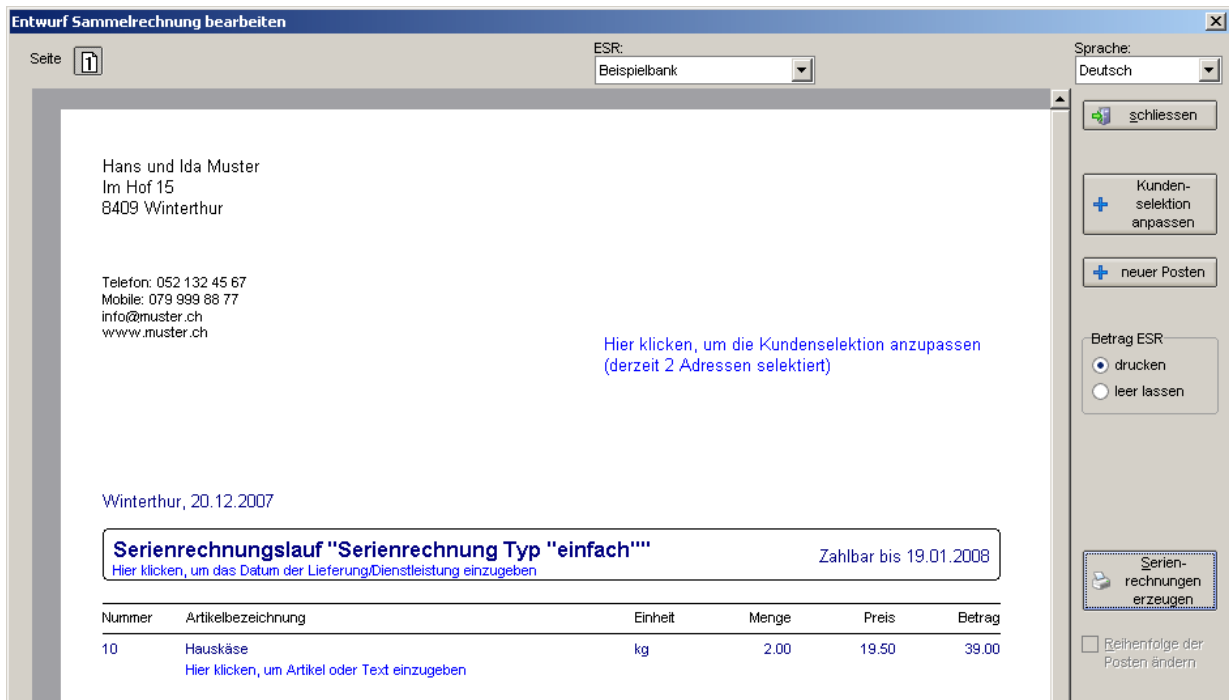 Entwurf Sammelrechnung bearbeiten
Seite 1
ESR:
Beispielbank
Sprache:
Deutsch
schliessen
Kunden-
selektion
anpassen
neuer Posten
Betrag ESR
drucken
leer lassen
Serien-
rechnungen
erzeugen
Reihenfolge der
Posten ändern
Hans und Ida Muster
Im Hof 15
8409 Winterthur
Telefon: 052 132 45 67
Mobile: 079 999 88 77
info@muster.ch
www.muster.ch
Hier klicken, um die Kundenselektion anzupassen
(derzeit 2 Adressen selektiert)
Winterthur, 20.12.2007
Serienrechnungslauf "Serienrechnung Typ "einfach""
Zahlbar bis 19.01.2008
Hier klicken, um das Datum der Lieferung/Dienstleistung einzugeben
Nummer Artikelbezeichnung Einheit Menge Preis Betrag
10 Hauskäse kg 2.00 19.50 39.00
Hier klicken, um Artikel oder Text einzugeben